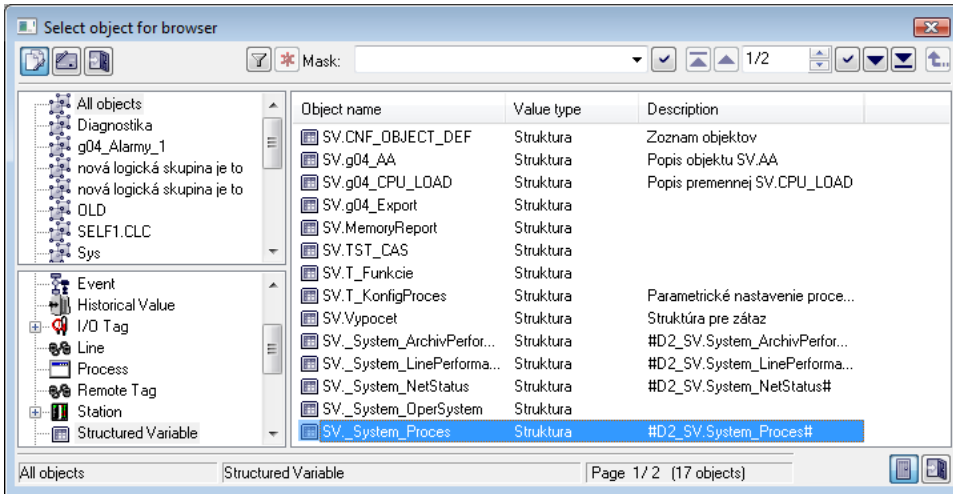 Select object for browser
Mask:
1/2
All objects
Diagnostika
g04_Alarmy_1
nová logická skupina je to
nová logická skupina je to
OLD
SELF1.CLC
Sys
Event
Historical Value
I/O Tag
Line
Process
Remote Tag
Station
Structured Variable
Object name Value type Description
SV.CNF_OBJECT_DEF Struktura Zoznam objektov
SV.g04_AA Struktura Popis objektu SV.AA
SV.g04_CPU_LOAD Struktura Popis premennej SV.CPU_LOAD
SV.g04_Export Struktura
SV.MemoryReport Struktura
SV.TST_CAS Struktura
SV.T_Funkcie Struktura
SV.T_KonfigProces Struktura Parametrické nastavenie proce...
SV.Vypocet Struktura Struktúra pre zátaz
SV._System_ArchivPerfor... Struktura #D2_SV.System_ArchivPerfor...
SV._System_LinePerforma... Struktura #D2_SV.System_LinePerforma...
SV._System_NetStatus Struktura #D2_SV.System_NetStatus#
SV._System_OperSystem Struktura
SV._System_Proces Struktura #D2_SV.System_Proces#
All objects Structured Variable Page 1/ 2 (17 objects)